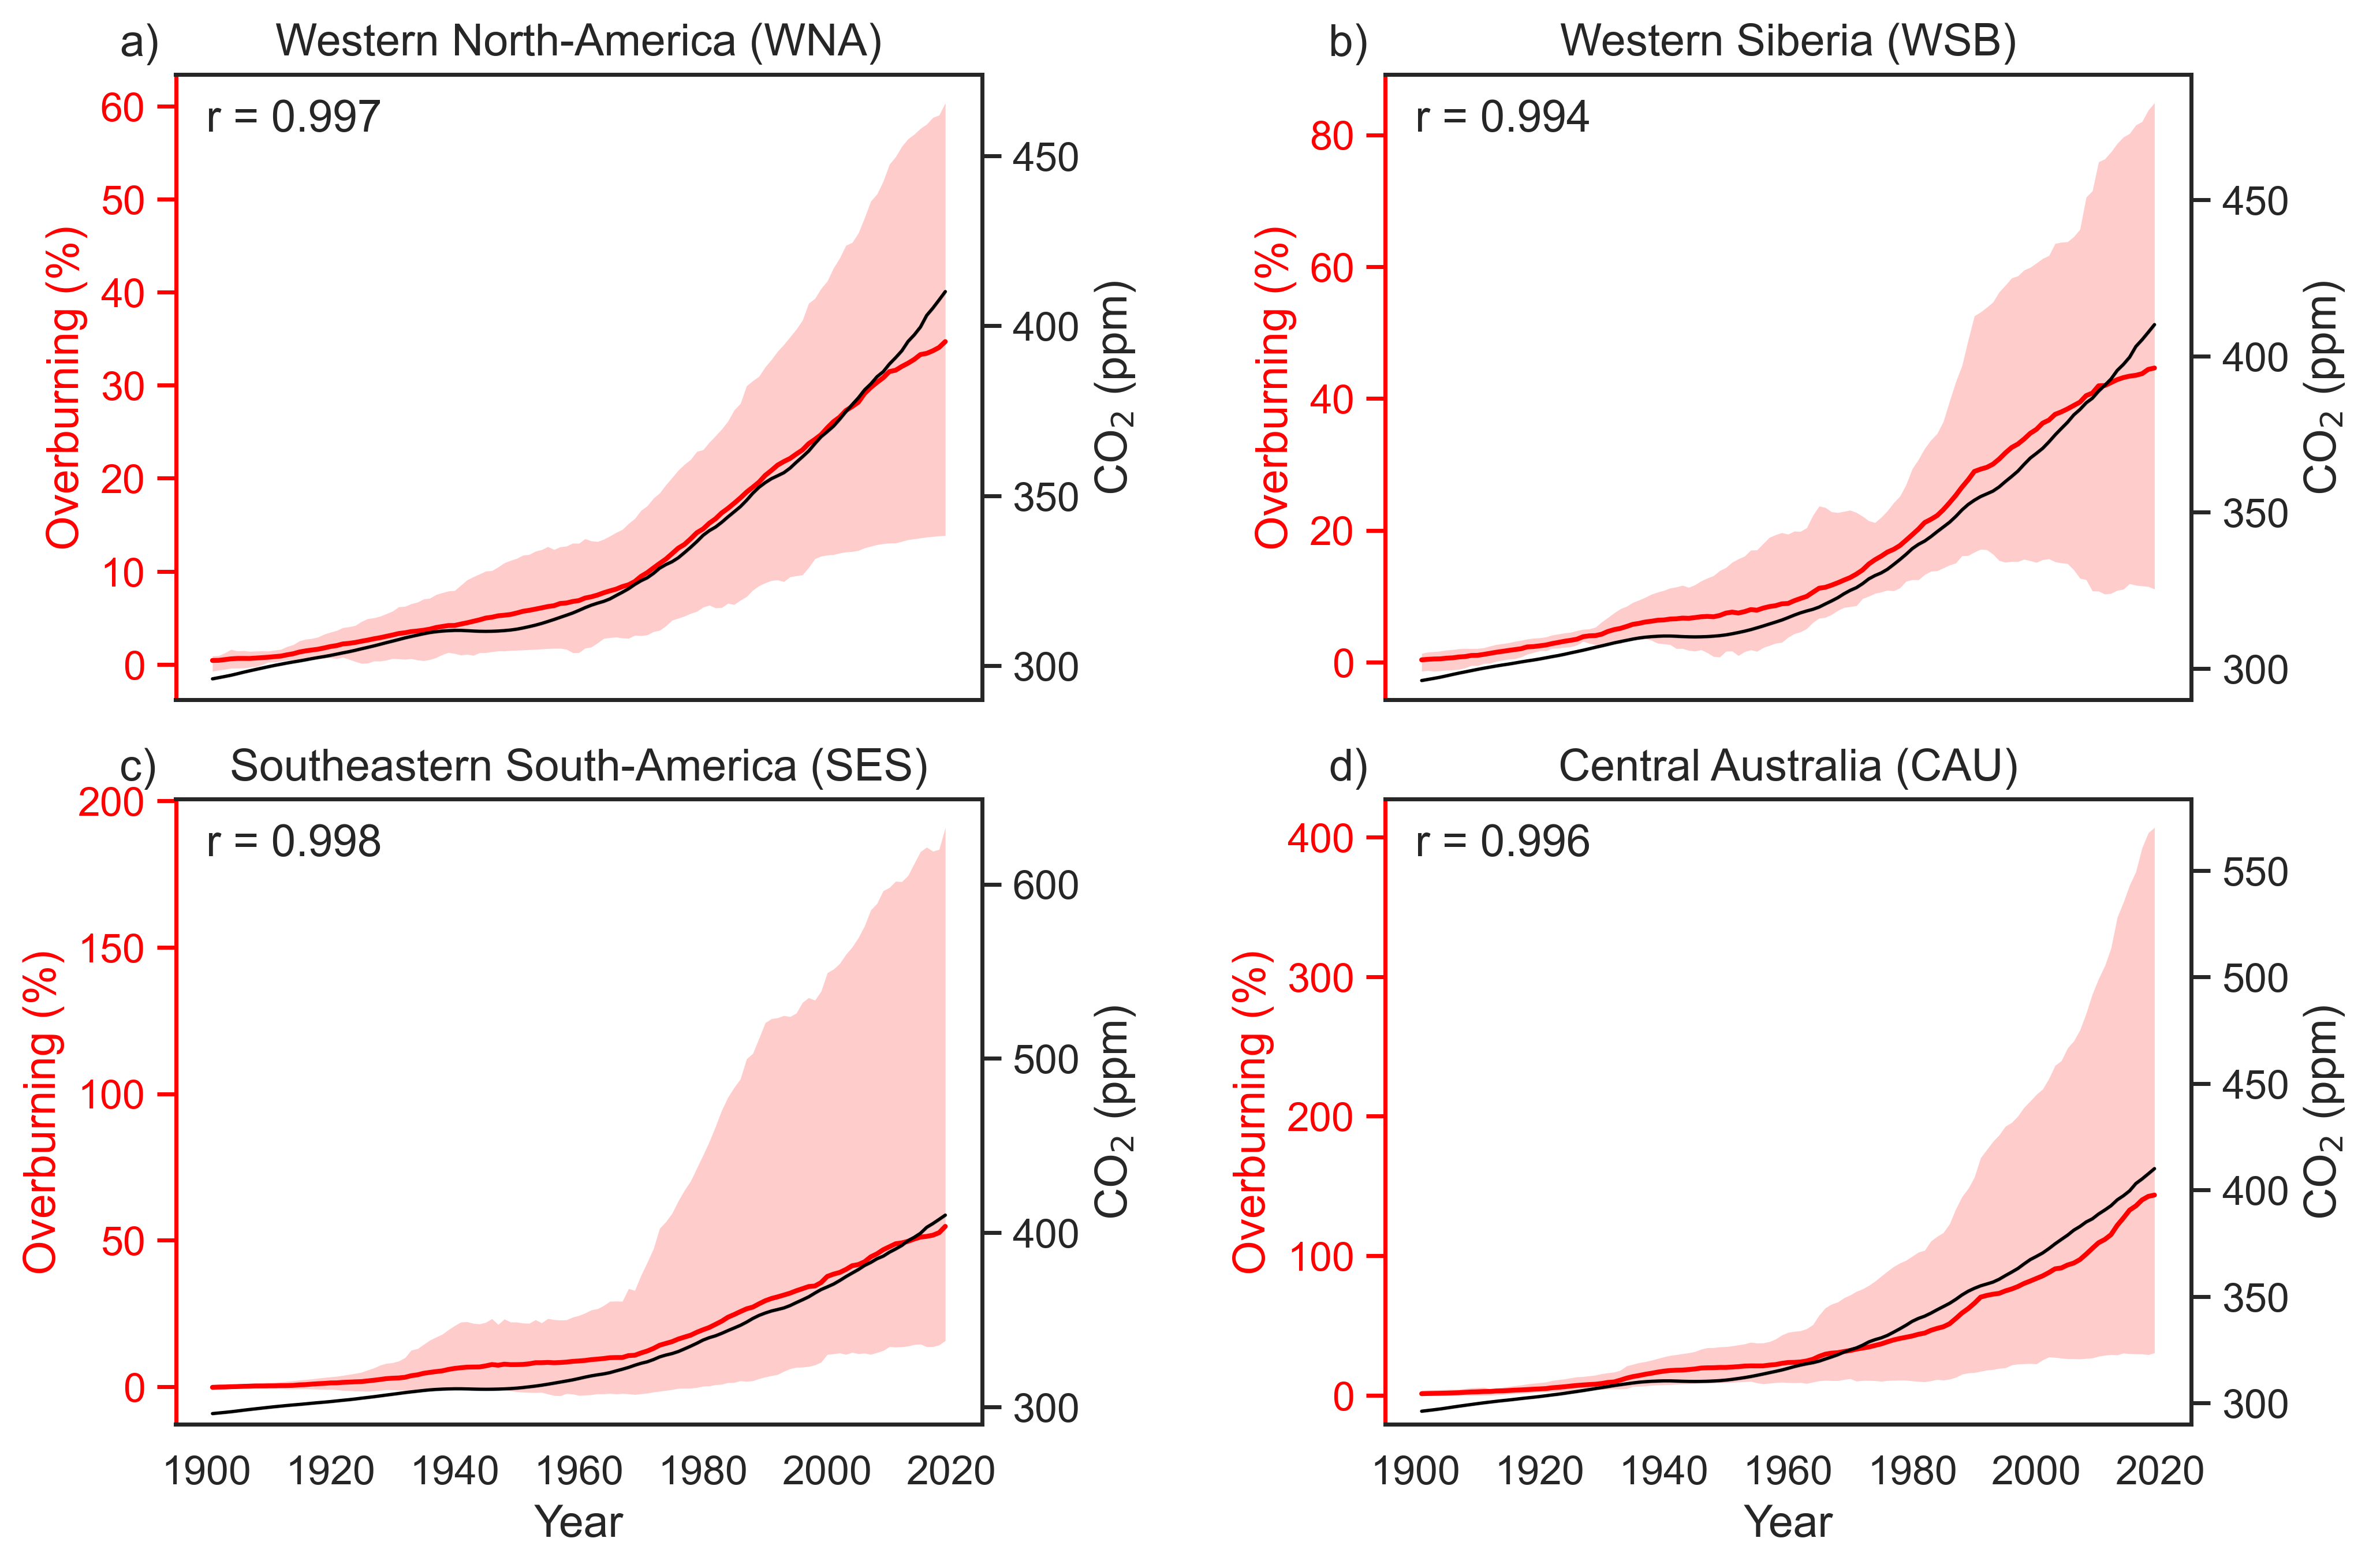 a) Western North-America (WNA)
r = 0.997
60
50
40
30
20
10
0
Overburning (%)
450
400
350
300
CO₂ (ppm)
b) Western Siberia (WSB)
r = 0.994
80
60
40
20
0
Overburning (%)
450
400
350
300
CO₂ (ppm)
c) Southeastern South-America (SES)
r = 0.998
200
150
100
50
0
Overburning (%)
600
500
400
300
CO₂ (ppm)
1900 1920 1940 1960 1980 2000 2020
Year
d) Central Australia (CAU)
r = 0.996
400
300
200
100
0
Overburning (%)
550
500
450
400
350
300
CO₂ (ppm)
1900 1920 1940 1960 1980 2000 2020
Year